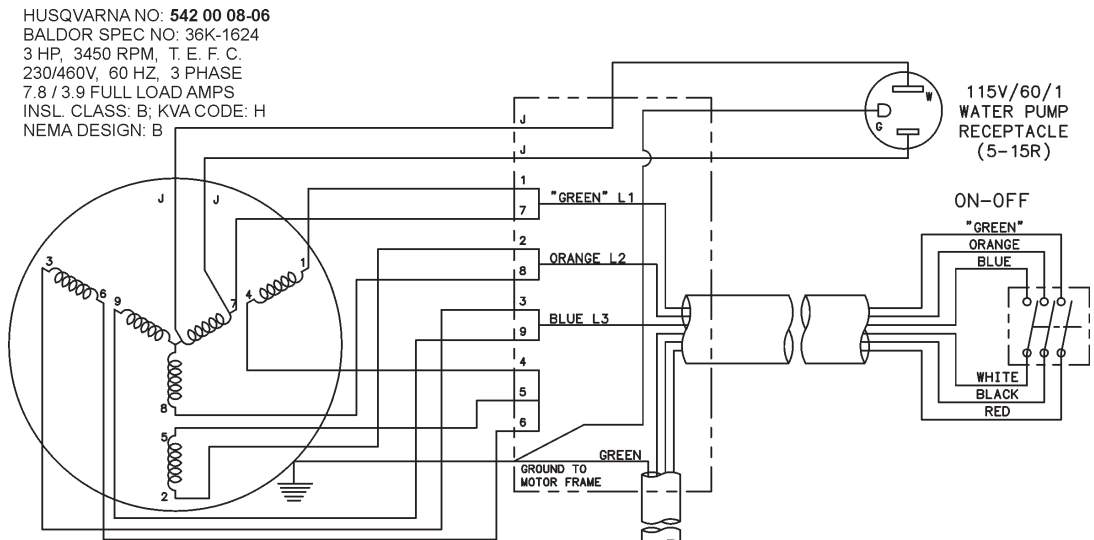 HUSQVARNA NO: 542 00 08-06
BALDOR SPEC NO: 36K-1624
3 HP, 3450 RPM, T. E. F. C.
230/460V, 60 HZ, 3 PHASE
7.8 / 3.9 FULL LOAD AMPS
INSL. CLASS: B; KVA CODE: H
NEMA DESIGN: B
W
G
115V/60/1
WATER PUMP
RECEPTACLE
(5-15R)
J
J
J
J
1
7
"GREEN" L1
2
8
ORANGE L2
3
9
BLUE L3
4
5
6
3
6
9
7
4
1
8
5
2
ON-OFF
"GREEN"
ORANGE
BLUE
WHITE
BLACK
RED
GREEN
GROUND TO
MOTOR FRAME